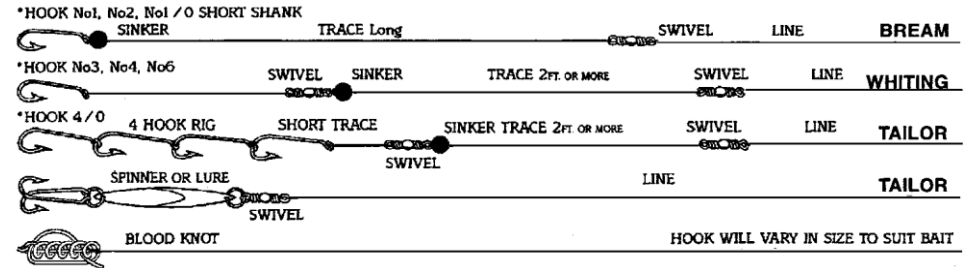 *HOOK No1, No2, No1/0 SHORT SHANK
SINKER TRACE Long SWIVEL LINE BREAM
*HOOK No3, No4, No6
SWIVEL SINKER TRACE 2FT. OR MORE SWIVEL LINE WHITING
*HOOK 4/0
4 HOOK RIG SHORT TRACE SINKER TRACE 2FT. OR MORE SWIVEL LINE TAILOR
SWIVEL
SPINNER OR LURE LINE TAILOR
SWIVEL
BLOOD KNOT HOOK WILL VARY IN SIZE TO SUIT BAIT